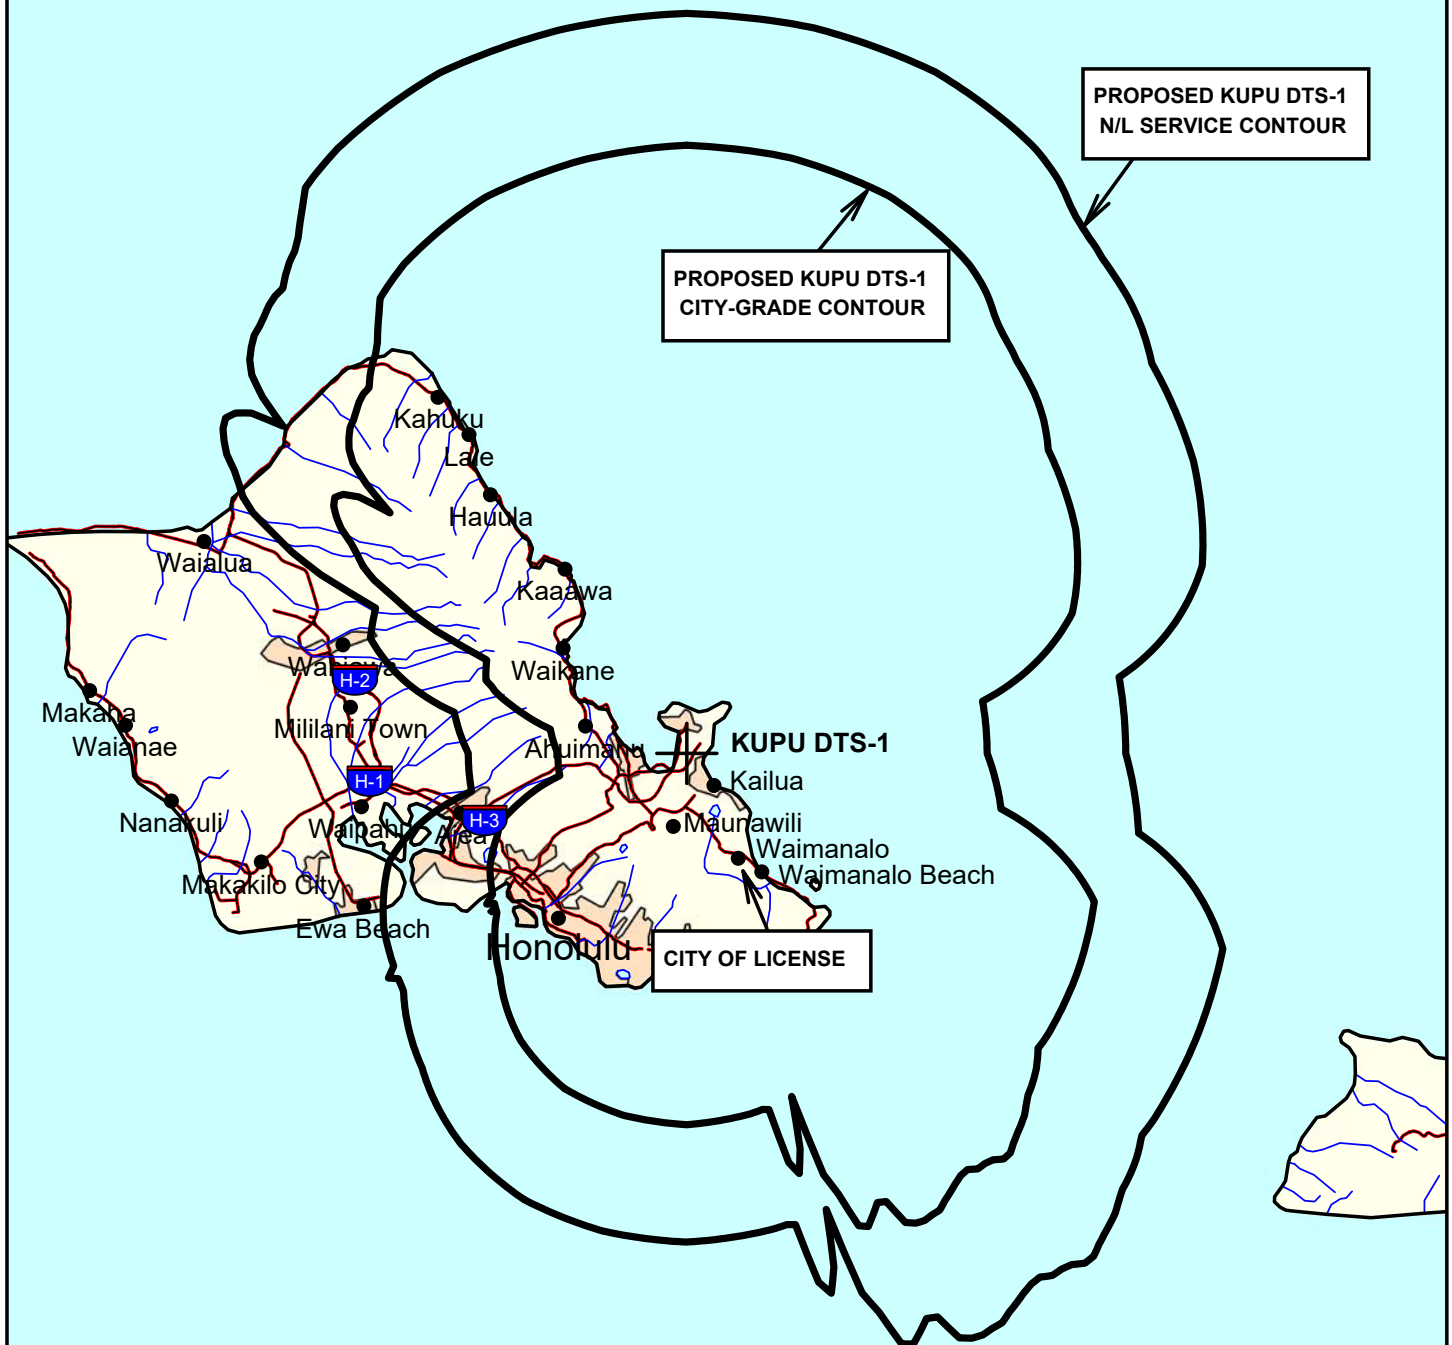 PROPOSED KUPU DTS-1
N/L SERVICE CONTOUR
PROPOSED KUPU DTS-1
CITY-GRADE CONTOUR
Kahuku
Laie
Hauula
Waialua
Kaaawa
Wahiawa
Waikane
H-2
Makaha
Mililani Town
Waianae
Ahuimanu
KUPU DTS-1
H-1
Kailua
Nanakuli
Waipahu
Aiea
H-3
Maunawili
Waimanalo
Makakilo City
Waimanalo Beach
Ewa Beach
Honolulu
CITY OF LICENSE